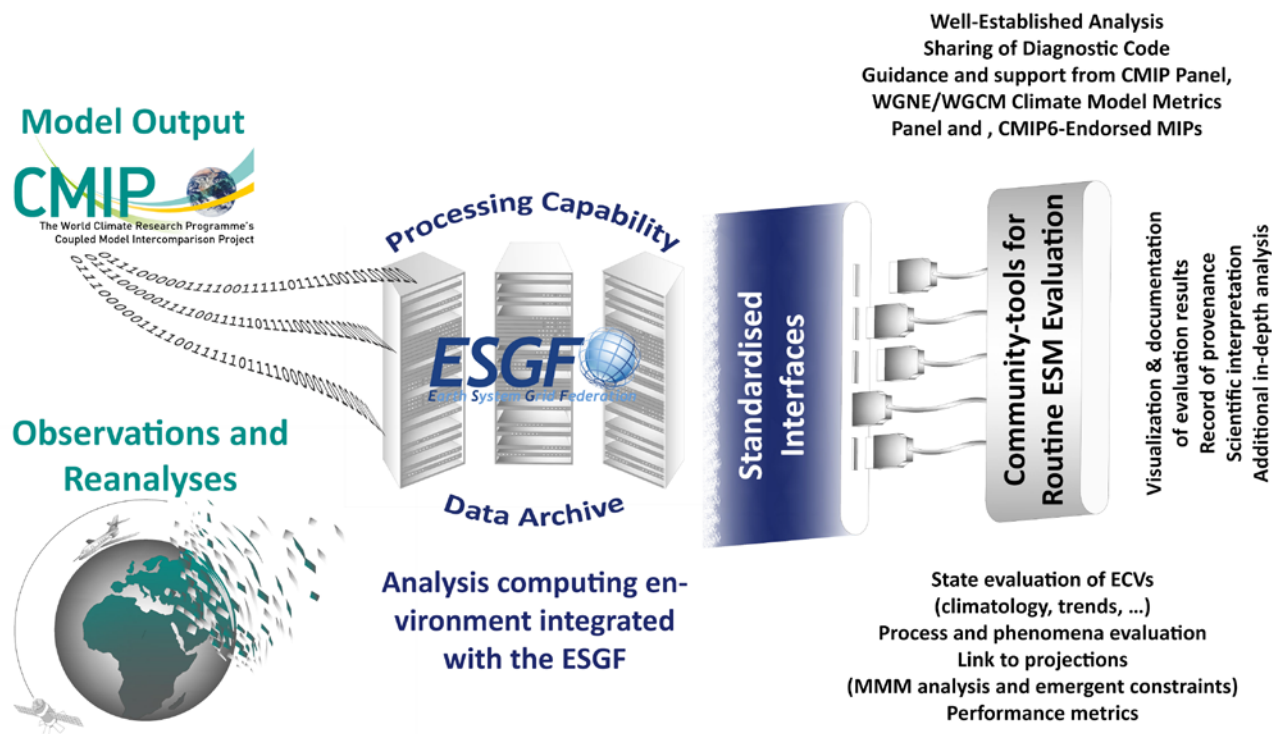 Model Output
CMIP
The World Climate Research Programme's
Coupled Model Intercomparison Project
Observations and
Reanalyses
Processing Capability
ESGF
Earth System Grid Federation
Data Archive
Analysis computing en-
vironment integrated
with the ESGF
Standardised
Interfaces
Well-Established Analysis
Sharing of Diagnostic Code
Guidance and support from CMIP Panel,
WGNE/WGCM Climate Model Metrics
Panel and , CMIP6-Endorsed MIPs
Community-tools for
Routine ESM Evaluation
Visualization & documentation
of evaluation results
Record of provenance
Scientific interpretation
Additional in-depth analysis
State evaluation of ECVs
(climatology, trends, ...)
Process and phenomena evaluation
Link to projections
(MMM analysis and emergent constraints)
Performance metrics